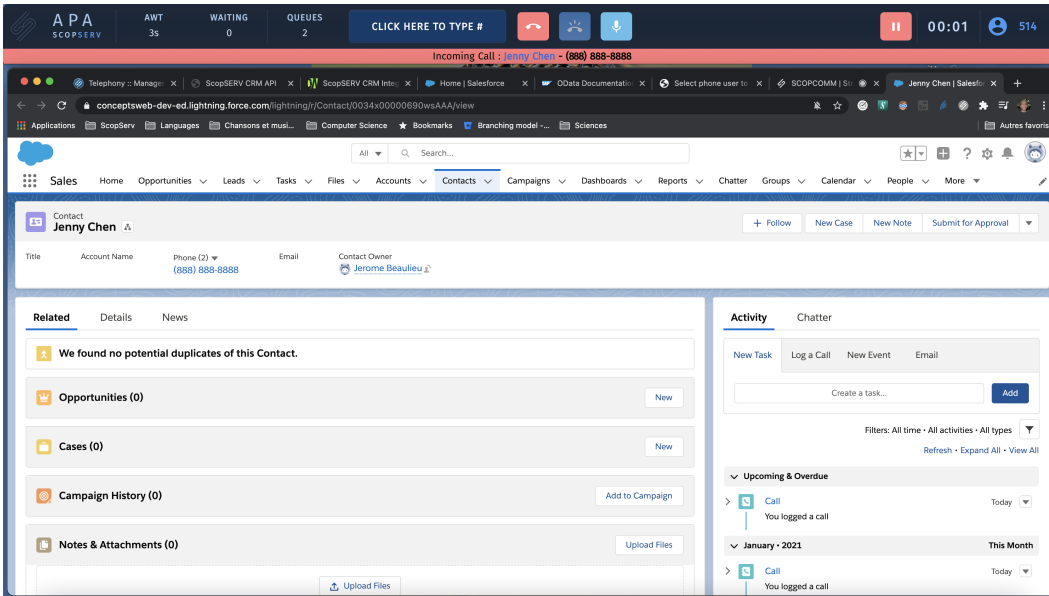 APA AWT WAITING QUEUES CLICK HERE TO TYPE # 00:01 514
SCOPSERV 3s 0 2
Incoming Call : Jenny Chen - (888) 888-8888
Telephony :: Manager ScopSERV CRM API ScopSERV CRM Integ Home | Salesforce OData Documentation Select phone user to SCOPCOMM | Str Jenny Chen | Salesfor
conceptsweb-dev-ed.lightning.force.com/lightning/r/Contact/0034x00000690wsAAA/view
Applications ScopServ Languages Chansons et musi... Computer Science Bookmarks Branching model -... Sciences Autres favoris
All Search...
Sales Home Opportunities Leads Tasks Files Accounts Contacts Campaigns Dashboards Reports Chatter Groups Calendar People More
Contact
Jenny Chen
+ Follow New Case New Note Submit for Approval
Title Account Name Phone (2) Email Contact Owner
(888) 888-8888 Jerome Beaulieu
Related Details News
We found no potential duplicates of this Contact.
Opportunities (0) New
Cases (0) New
Campaign History (0) Add to Campaign
Notes & Attachments (0) Upload Files
Upload Files
Activity Chatter
New Task Log a Call New Event Email
Create a task... Add
Filters: All time • All activities • All types
Refresh • Expand All • View All
Upcoming & Overdue
Call Today
You logged a call
January • 2021 This Month
Call Today
You logged a call